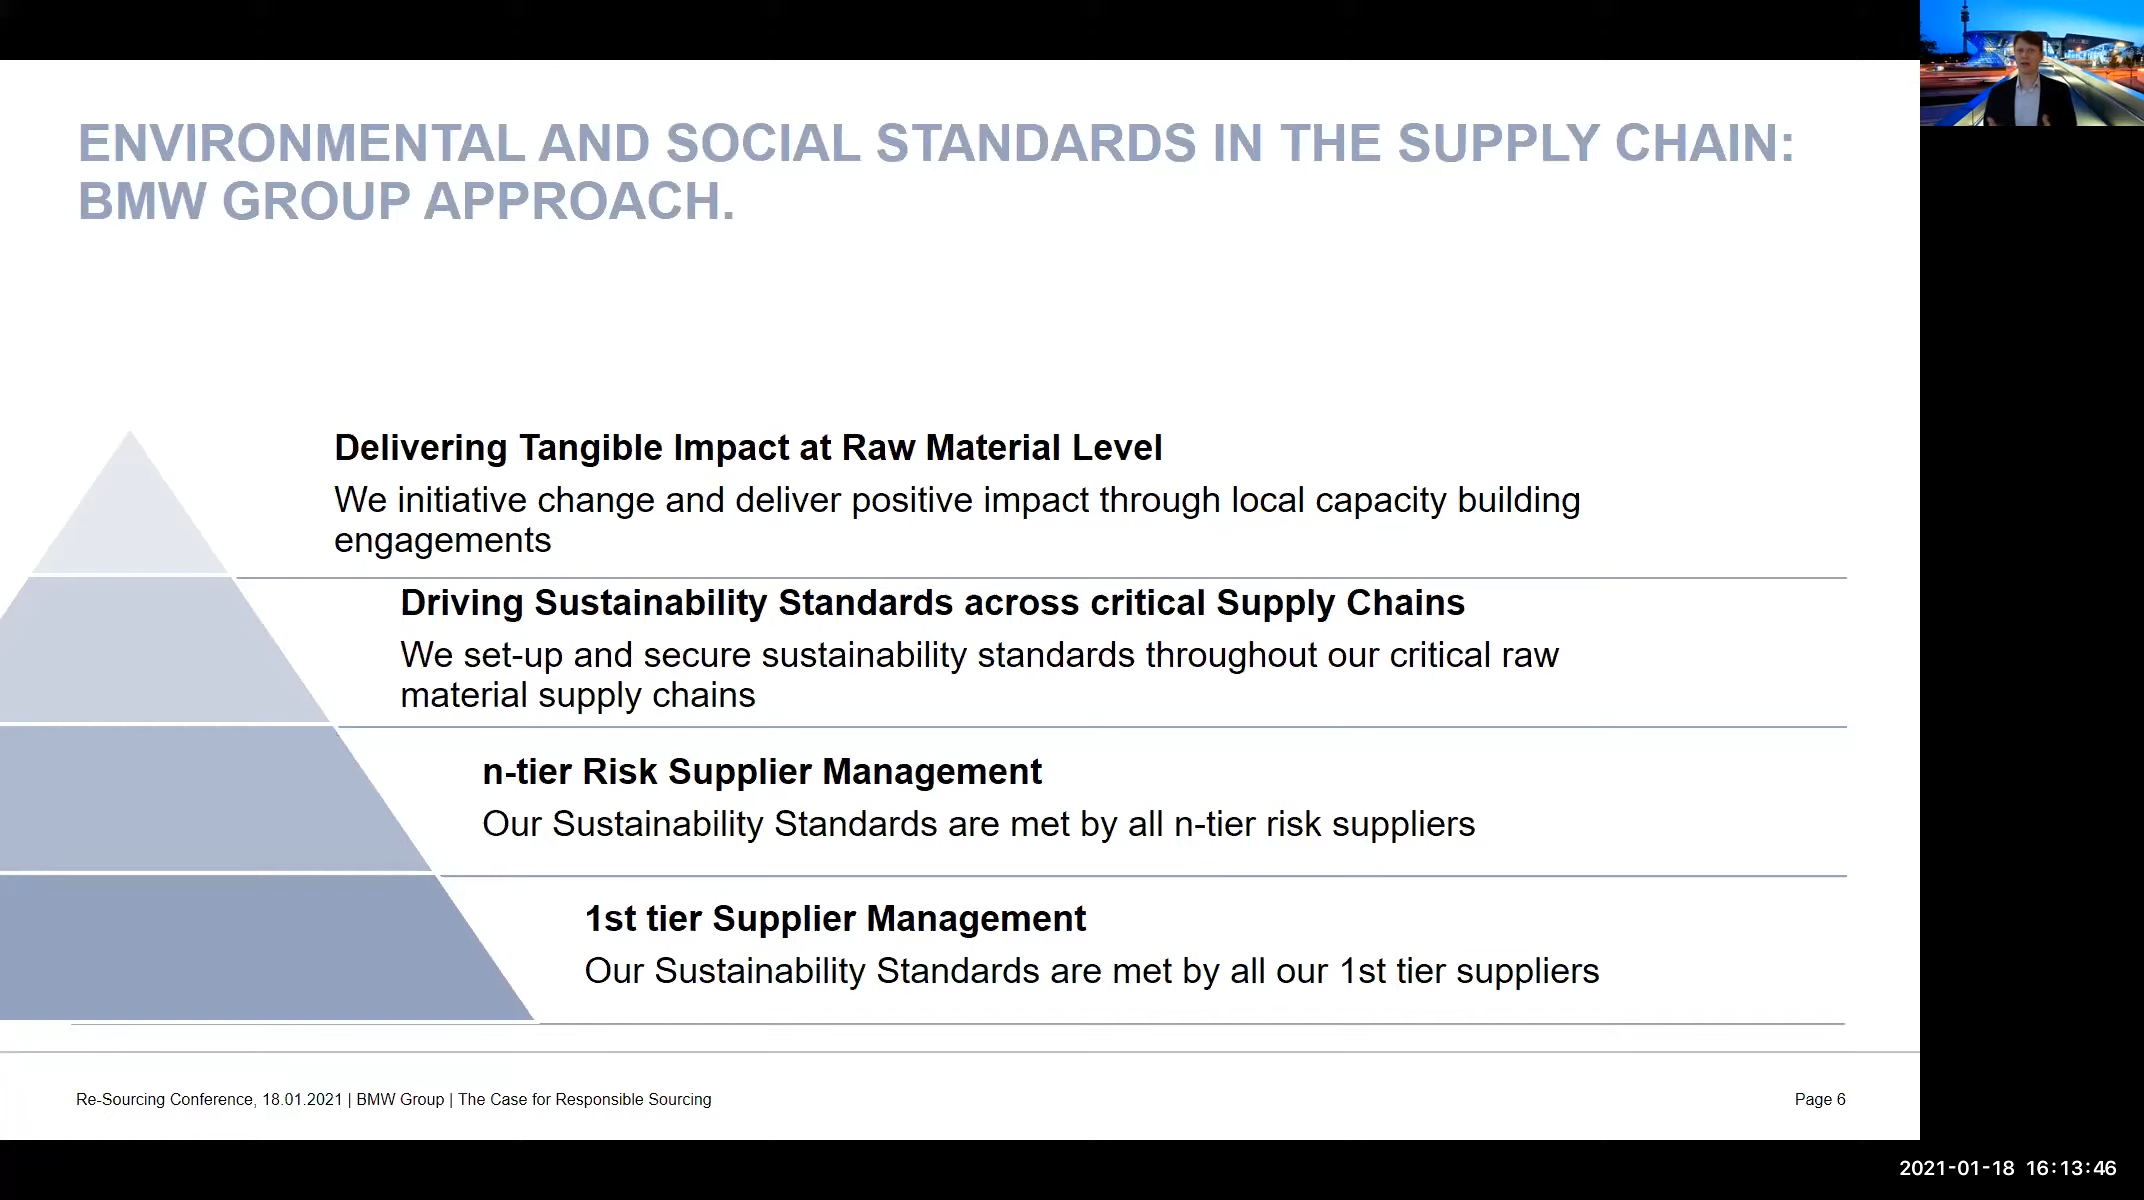 ENVIRONMENTAL AND SOCIAL STANDARDS IN THE SUPPLY CHAIN:
BMW GROUP APPROACH.
Delivering Tangible Impact at Raw Material Level
We initiative change and deliver positive impact through local capacity building
engagements
Driving Sustainability Standards across critical Supply Chains
We set-up and secure sustainability standards throughout our critical raw
material supply chains
n-tier Risk Supplier Management
Our Sustainability Standards are met by all n-tier risk suppliers
1st tier Supplier Management
Our Sustainability Standards are met by all our 1st tier suppliers
Re-Sourcing Conference, 18.01.2021 | BMW Group | The Case for Responsible Sourcing
Page 6
2021-01-18 16:13:46